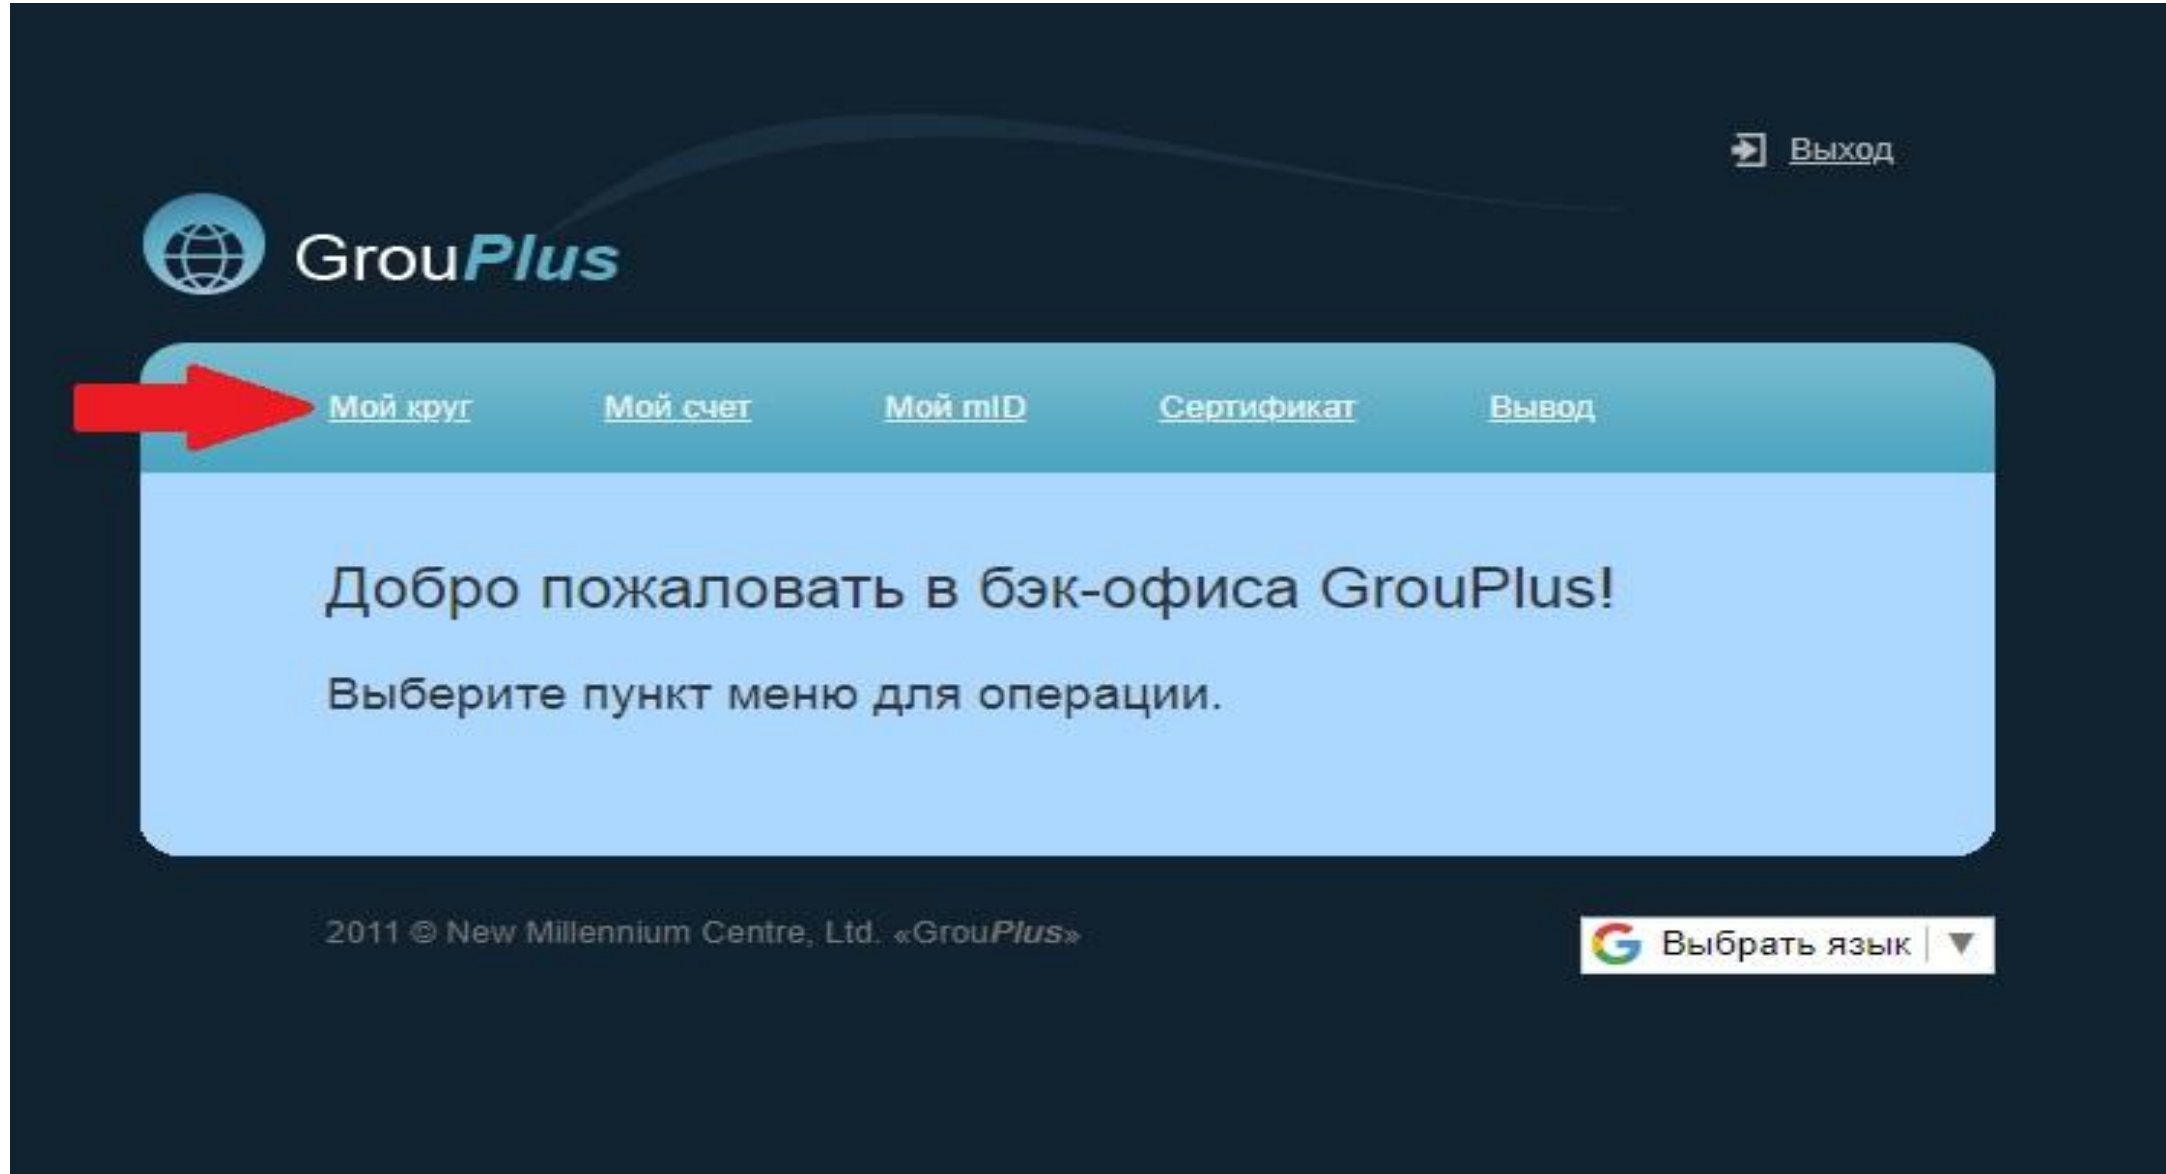 Выход
GrouPlus
Мой круг Мой счет Мой mID Сертификат Вывод
Добро пожаловать в бэк-офиса GrouPlus!
Выберите пункт меню для операции.
2011 © New Millennium Centre, Ltd. «GrouPlus»
Выбрать язык